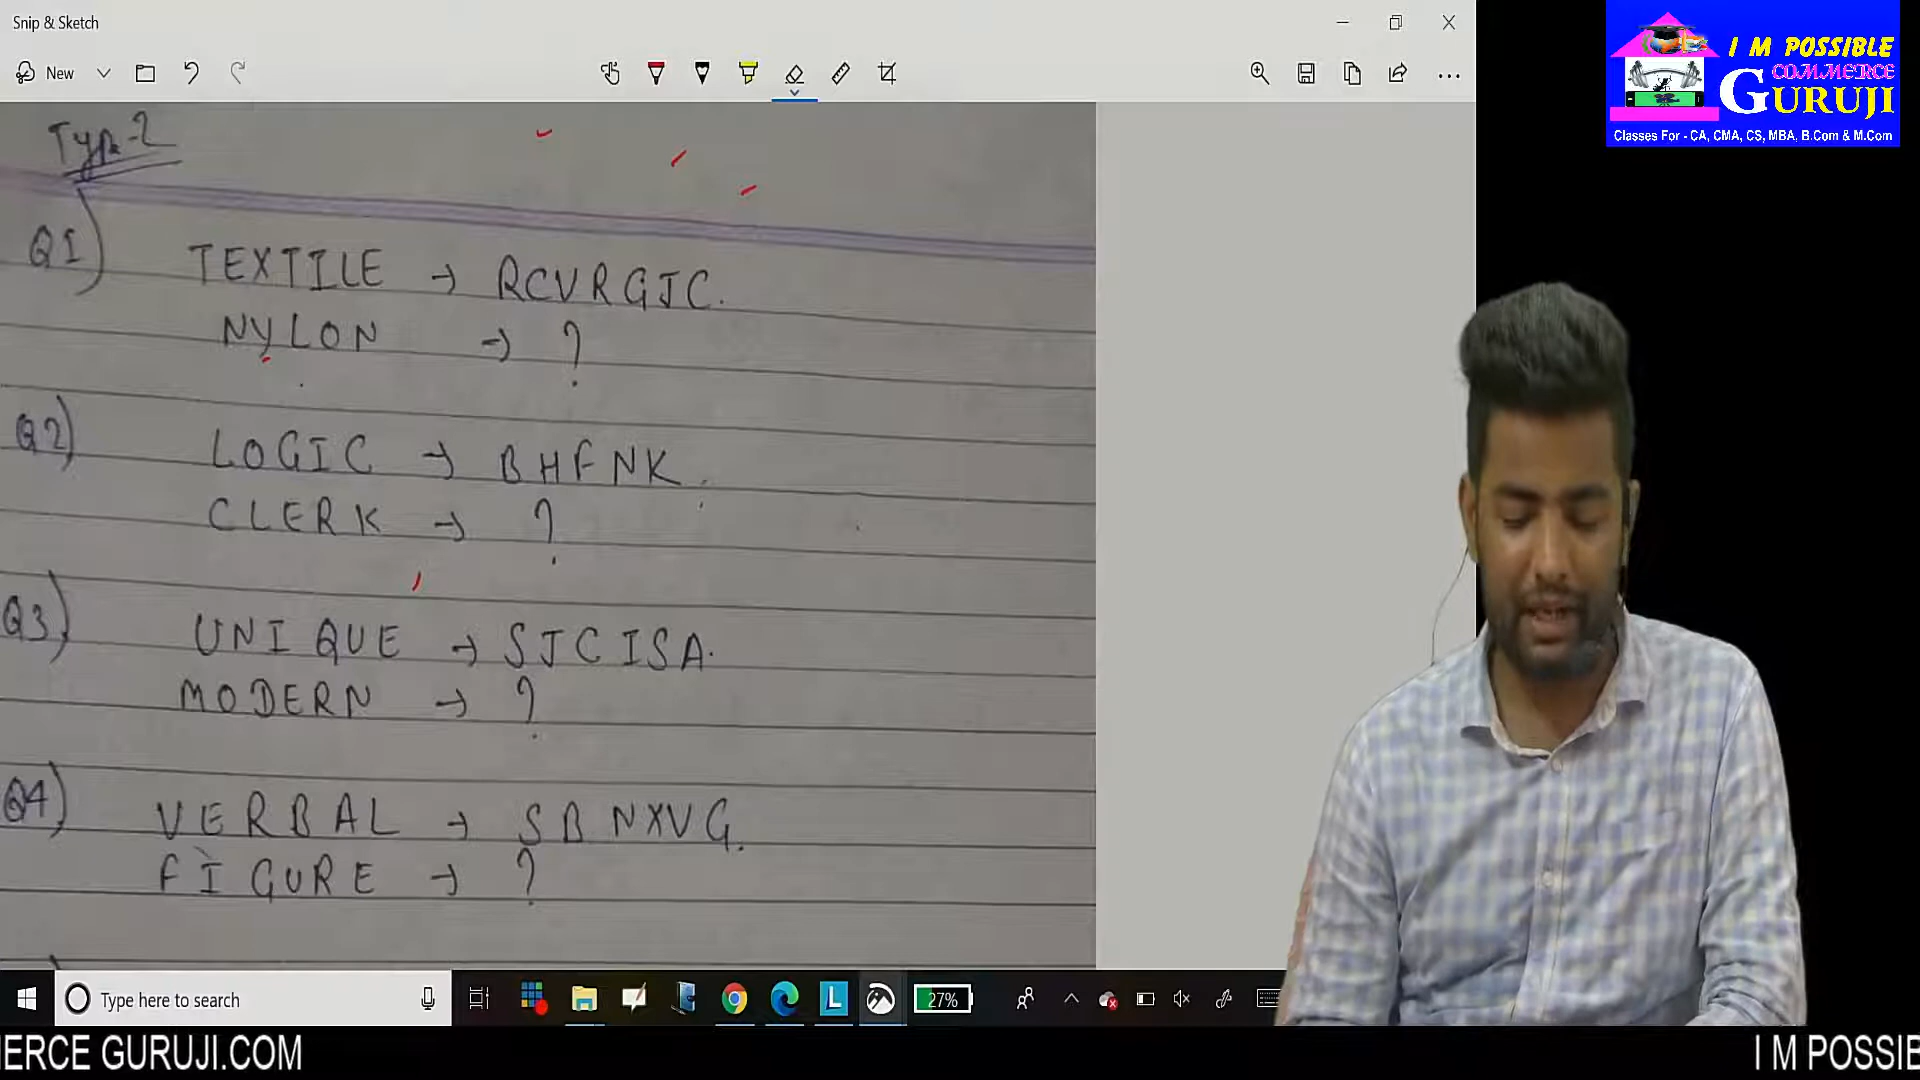 Snip & Sketch
New
I M POSSIBLE
COMMERCE
GURUJI
Classes For - CA, CMA, CS, MBA, B.Com & M.Com
Type-2
Q1) TEXTILE → RCVRGJC.
NYLON → ?
Q2) LOGIC → BHFNK.
CLERK → ?
Q3) UNIQUE → SJCISA.
MODERN → ?
Q4) VERBAL → SBNXVG.
FIGURE → ?
Type here to search
27%
ERCE GURUJI.COM
I M POSSIB